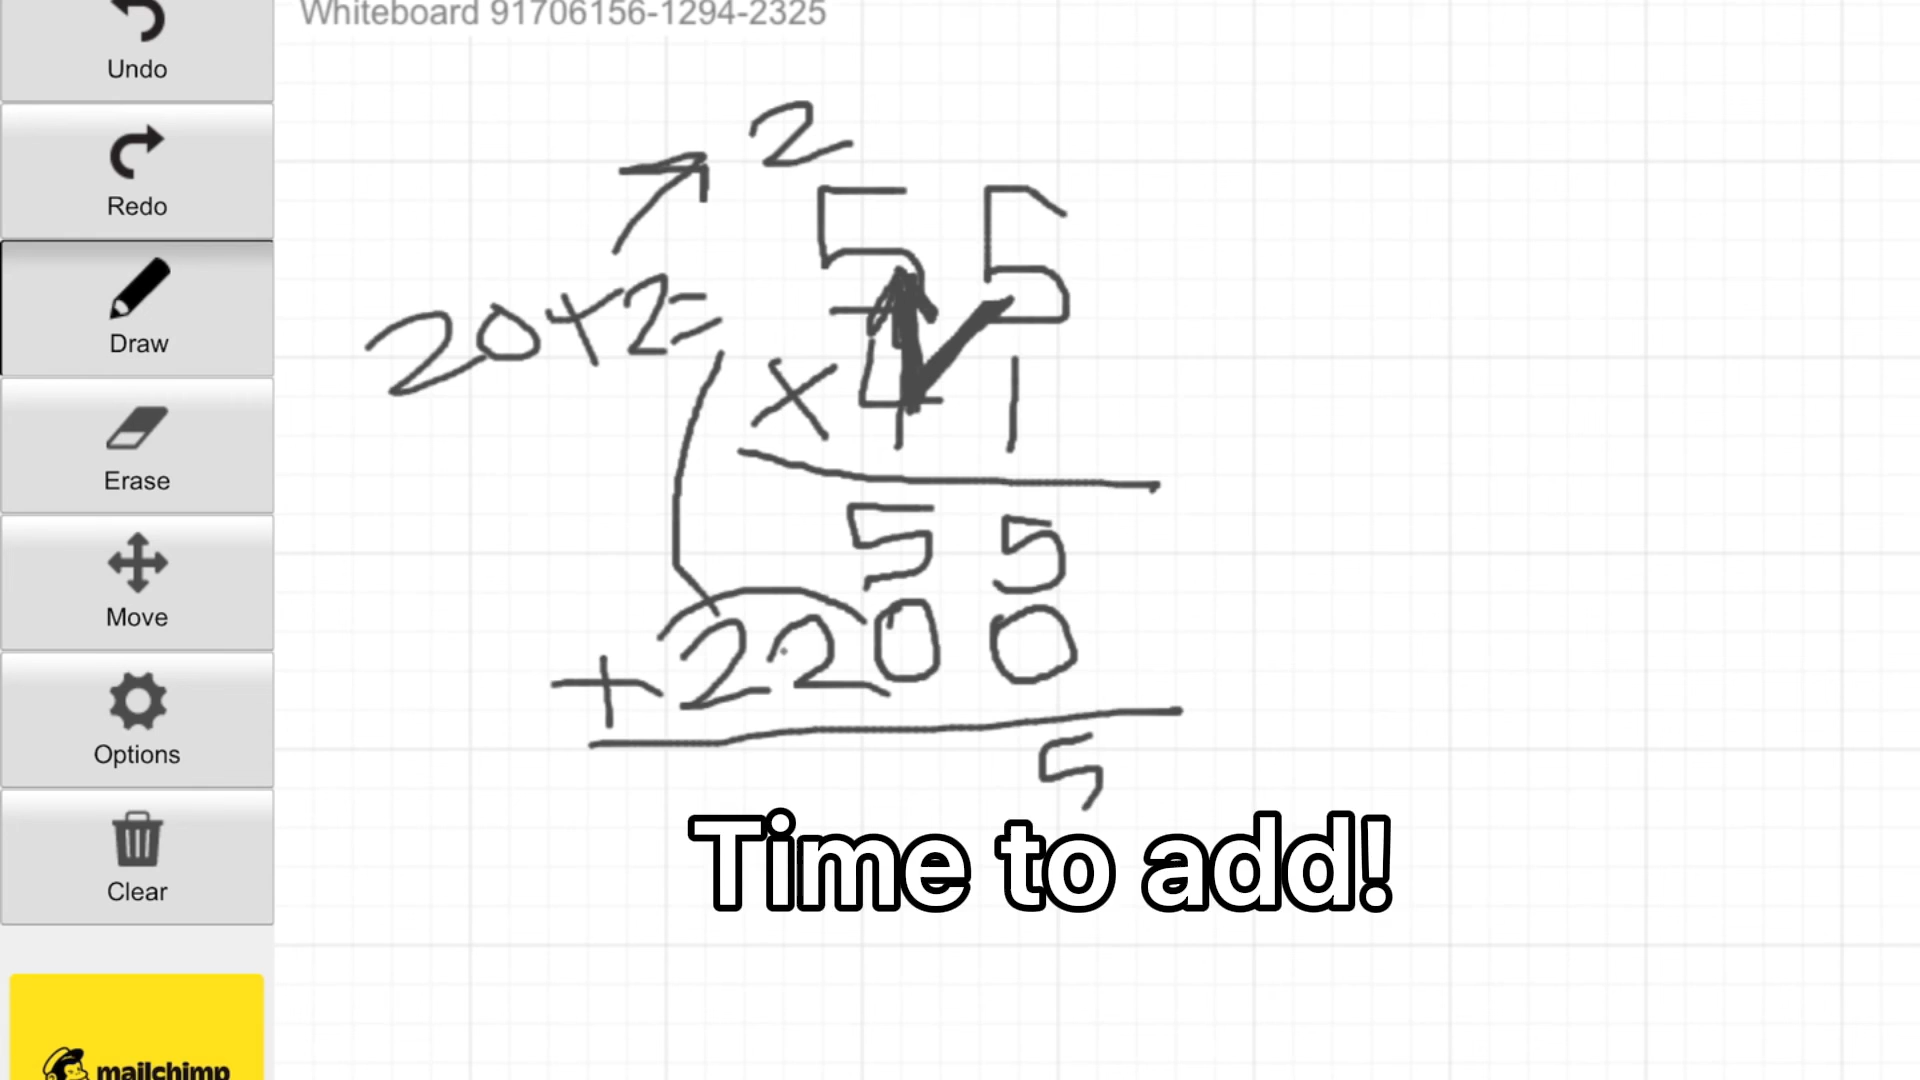 Whiteboard 91706156-1294-2325
Undo
Redo
Draw
Erase
Move
Options
Clear
mailchimp
2
55
20+2=
×41
55
+2200
5
Time to add!